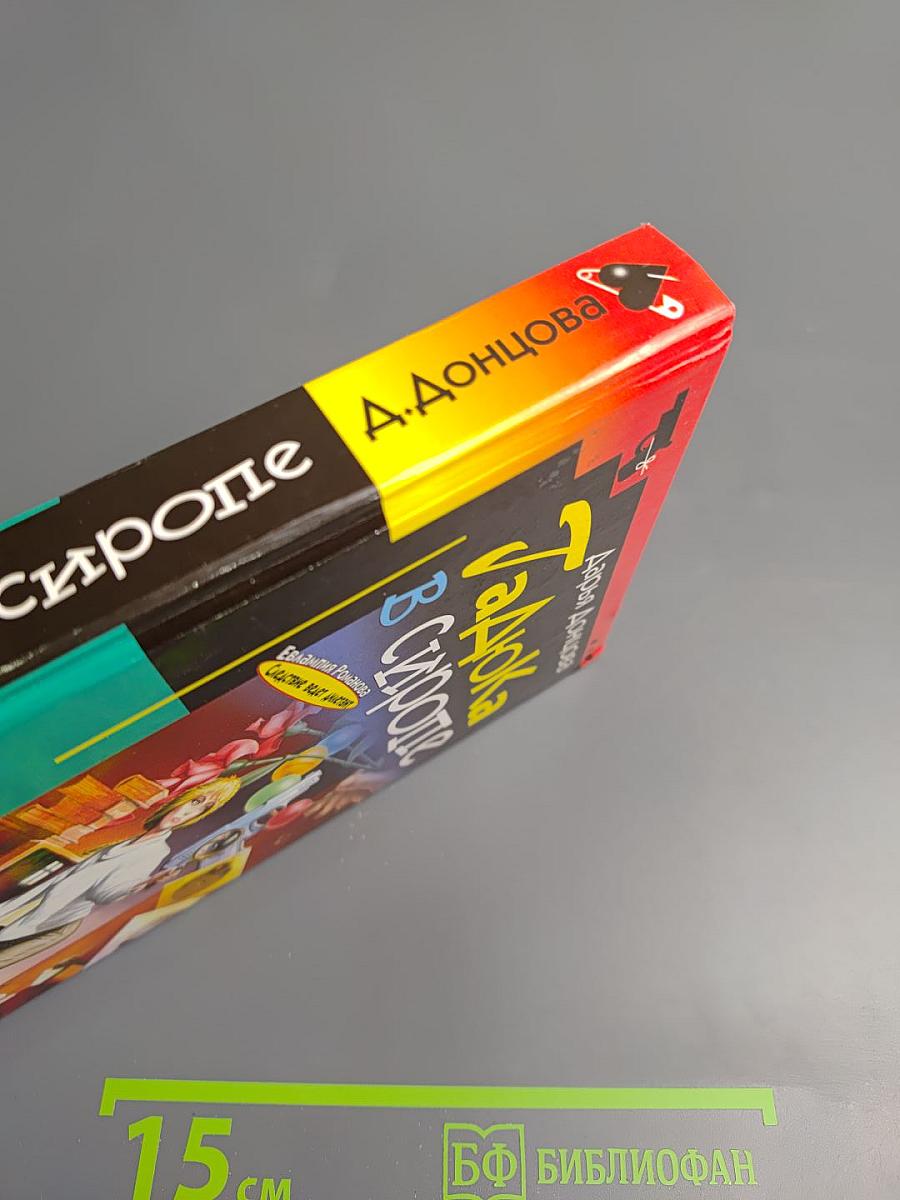 сиропе
Д.Донцова
Дарья Донцова
Гадюка
в сиропе
Евлампия Романова
Следствие ведет дилетант
15 см
БФ БИБЛИОФАН